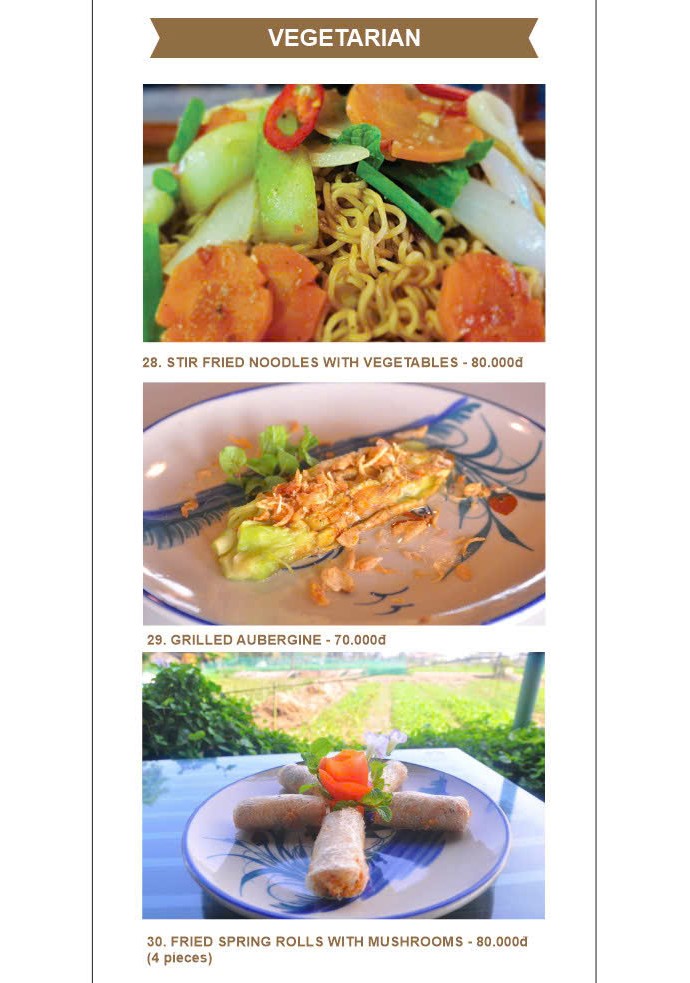 VEGETARIAN
28. STIR FRIED NOODLES WITH VEGETABLES - 80.000đ
29. GRILLED AUBERGINE - 70.000đ
30. FRIED SPRING ROLLS WITH MUSHROOMS - 80.000đ
(4 pieces)